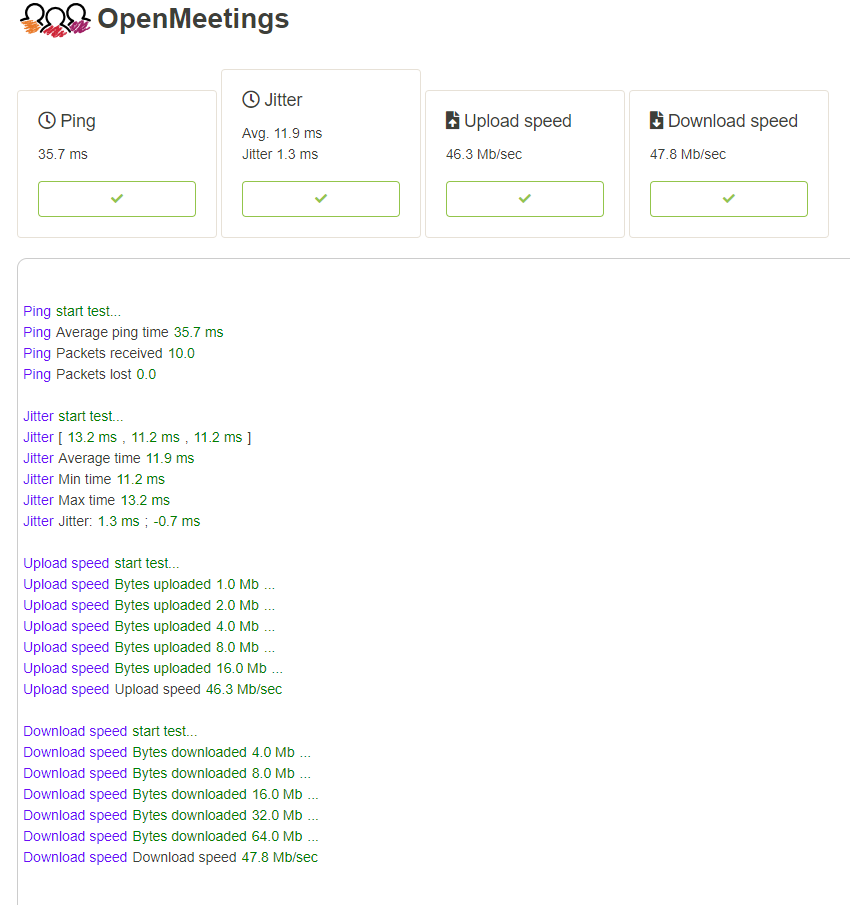 OpenMeetings
Ping
35.7 ms
Jitter
Avg. 11.9 ms
Jitter 1.3 ms
Upload speed
46.3 Mb/sec
Download speed
47.8 Mb/sec
Ping start test...
Ping Average ping time 35.7 ms
Ping Packets received 10.0
Ping Packets lost 0.0
Jitter start test...
Jitter [ 13.2 ms , 11.2 ms , 11.2 ms ]
Jitter Average time 11.9 ms
Jitter Min time 11.2 ms
Jitter Max time 13.2 ms
Jitter Jitter: 1.3 ms ; -0.7 ms
Upload speed start test...
Upload speed Bytes uploaded 1.0 Mb ...
Upload speed Bytes uploaded 2.0 Mb ...
Upload speed Bytes uploaded 4.0 Mb ...
Upload speed Bytes uploaded 8.0 Mb ...
Upload speed Bytes uploaded 16.0 Mb ...
Upload speed Upload speed 46.3 Mb/sec
Download speed start test...
Download speed Bytes downloaded 4.0 Mb ...
Download speed Bytes downloaded 8.0 Mb ...
Download speed Bytes downloaded 16.0 Mb ...
Download speed Bytes downloaded 32.0 Mb ...
Download speed Bytes downloaded 64.0 Mb ...
Download speed Download speed 47.8 Mb/sec